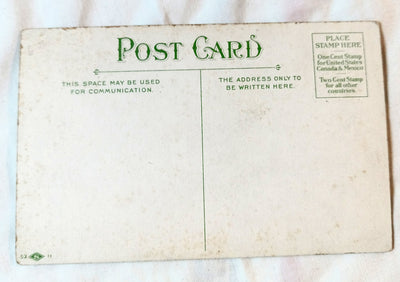 POST CARD
PLACE
STAMP HERE
One Cent Stamp
for United States
Canada & Mexico
Two Cent Stamp
for all other
countries.
THIS SPACE MAY BE USED
FOR COMMUNICATION.
THE ADDRESS ONLY TO
BE WRITTEN HERE.
11